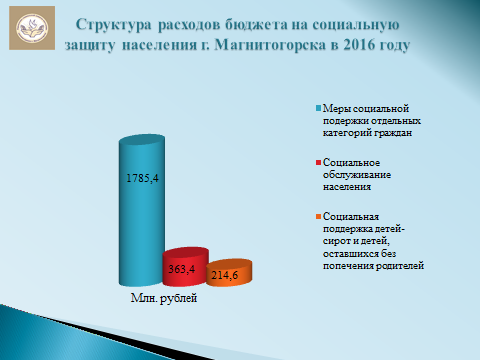 Структура расходов бюджета на социальную
защиту населения г. Магнитогорска в 2016 году
Меры социальной
подержки отдельных
категорий граждан
Социальное
обслуживание
населения
Социальная
поддержка детей-
сирот и детей,
оставшихся без
попечения родителей
1785,4
363,4
214,6
Млн. рублей